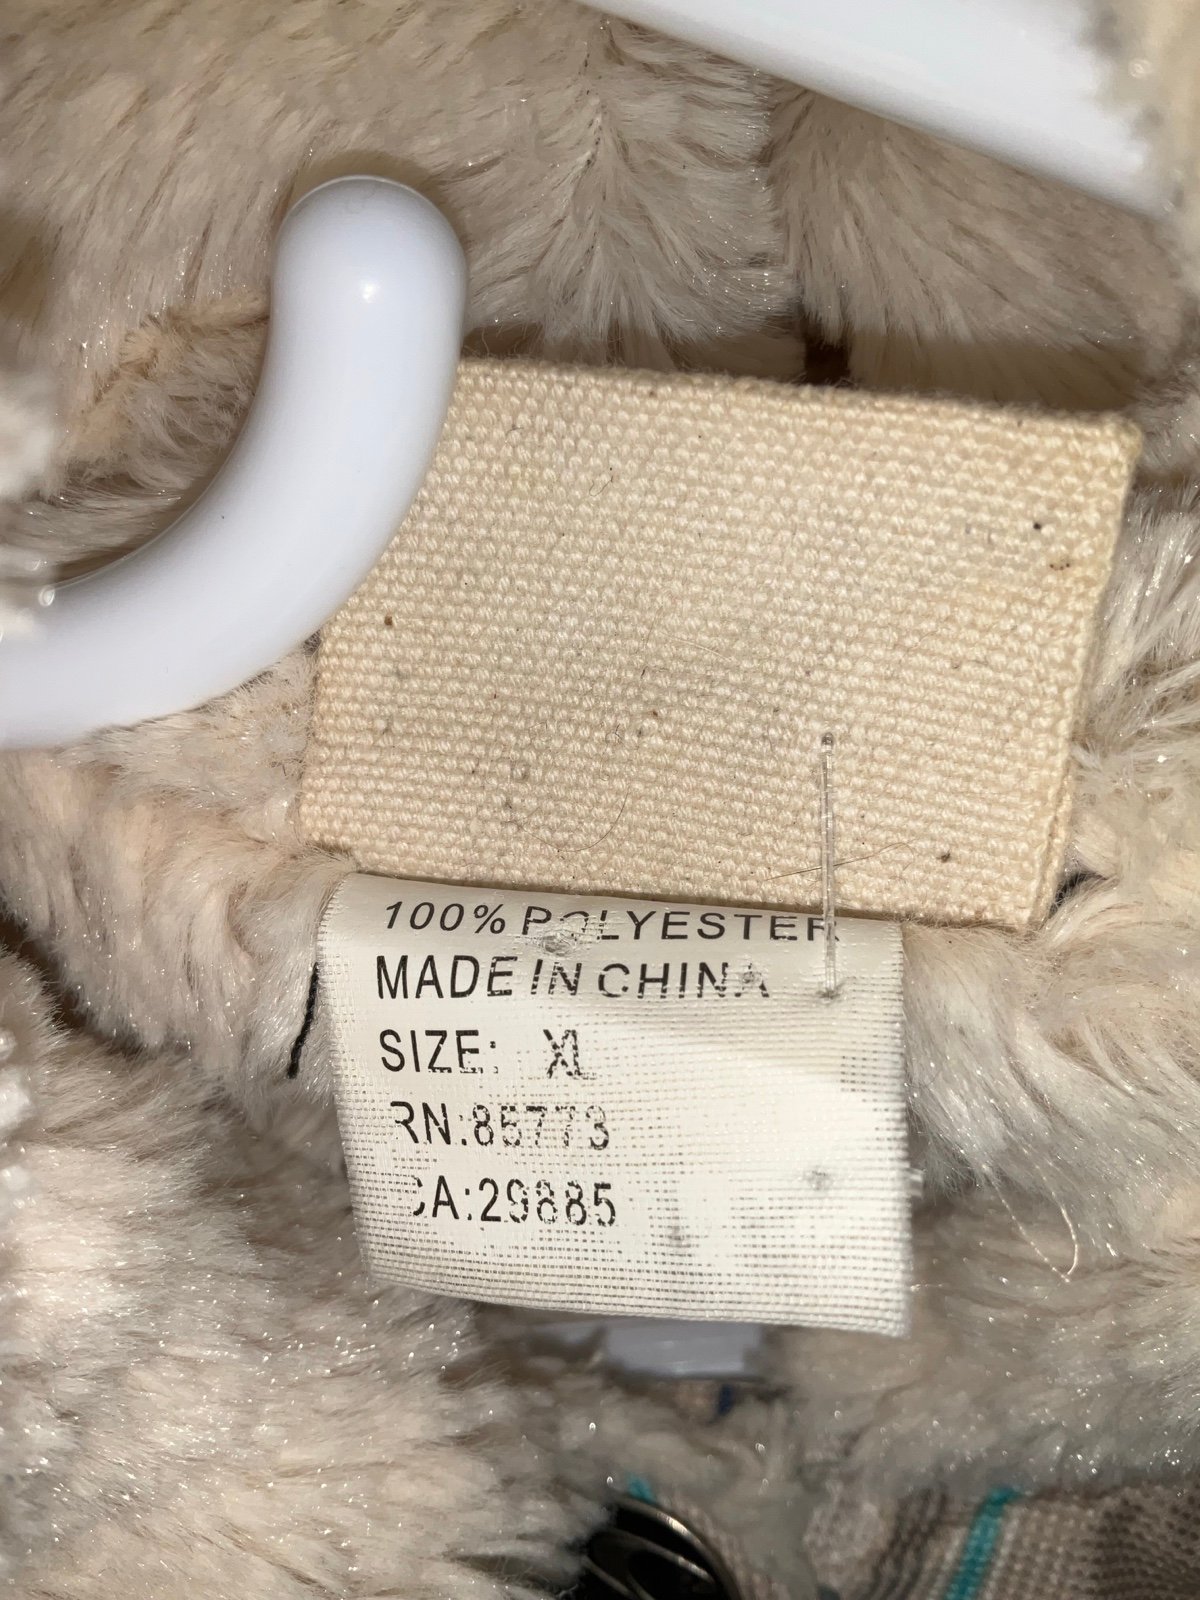 100% POLYESTER
MADE IN CHINA
SIZE: XL
RN:85773
CA:29885